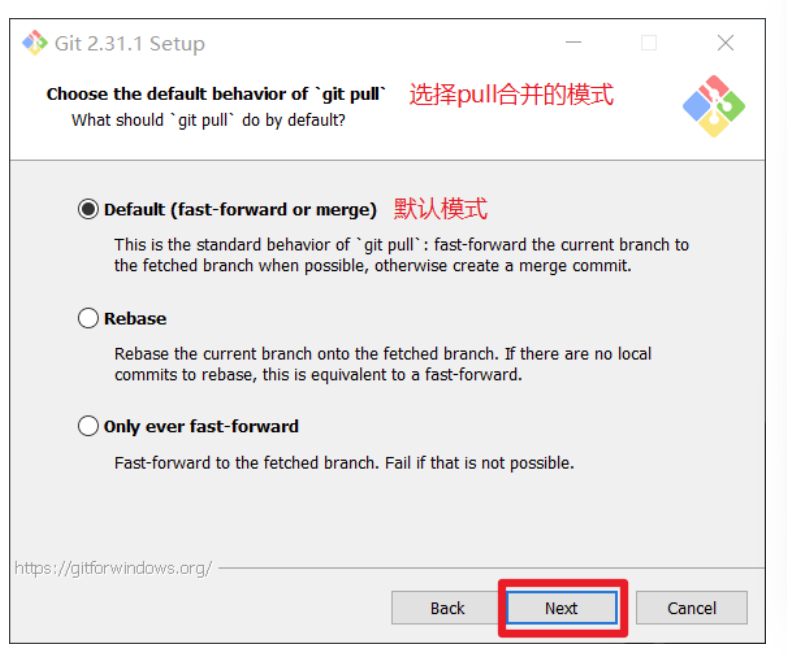 Git 2.31.1 Setup
Choose the default behavior of `git pull` 选择pull合并的模式
What should `git pull` do by default?
Default (fast-forward or merge) 默认模式
This is the standard behavior of `git pull`: fast-forward the current branch to
the fetched branch when possible, otherwise create a merge commit.
Rebase
Rebase the current branch onto the fetched branch. If there are no local
commits to rebase, this is equivalent to a fast-forward.
Only ever fast-forward
Fast-forward to the fetched branch. Fail if that is not possible.
https://gitforwindows.org/
Back Next Cancel